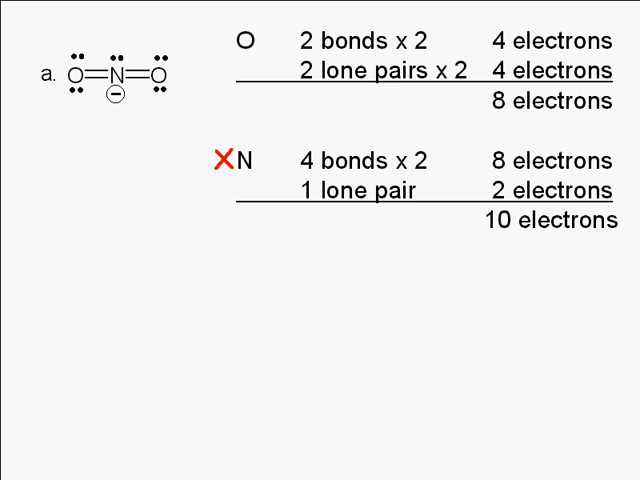 O 2 bonds x 2 4 electrons
a. O=N=O 2 lone pairs x 2 4 electrons
8 electrons
N 4 bonds x 2 8 electrons
1 lone pair 2 electrons
10 electrons